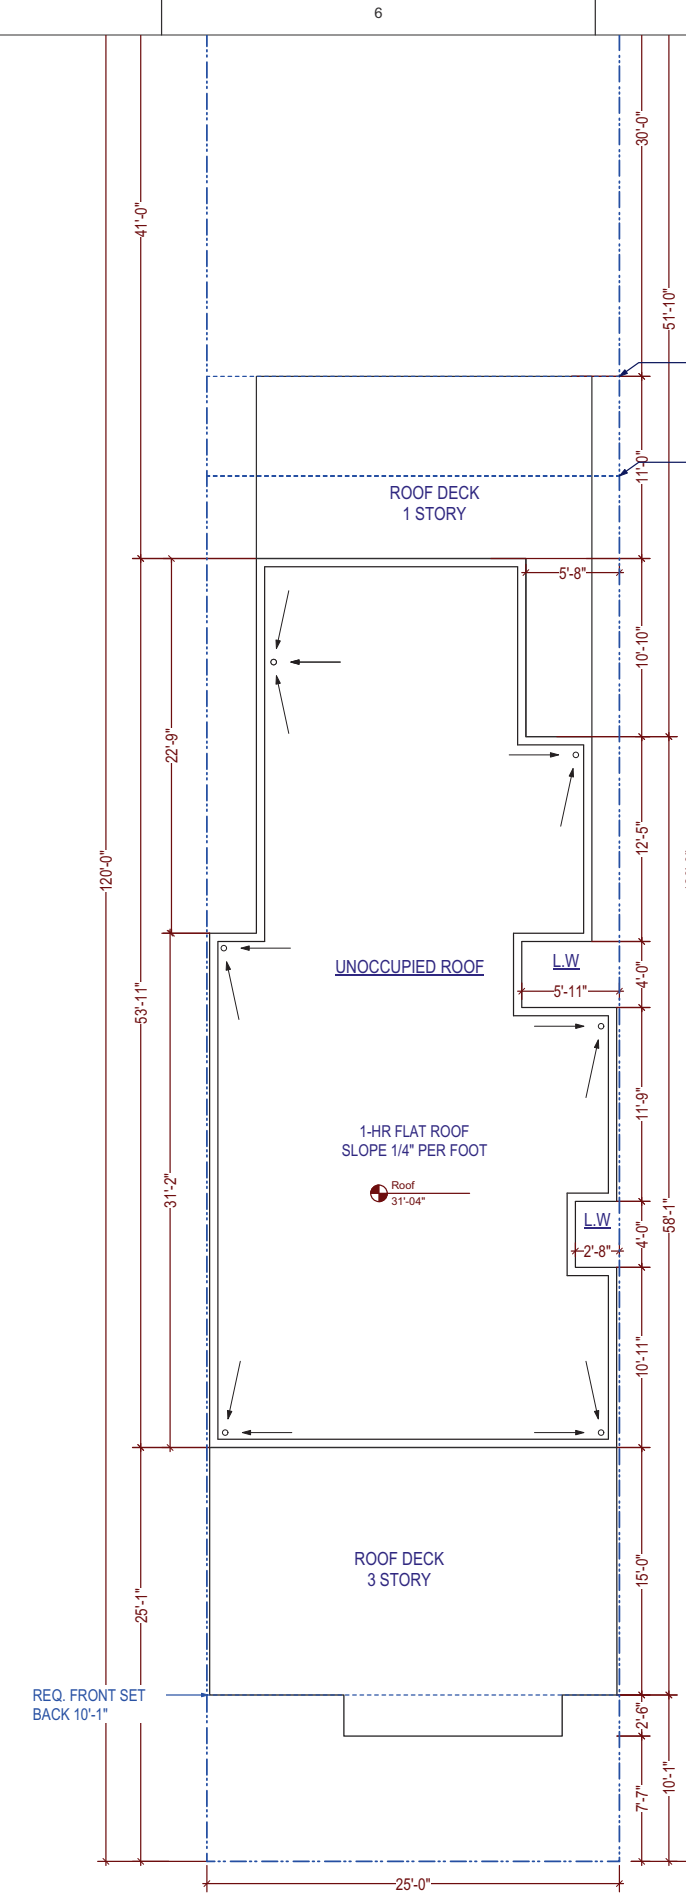 6
30'-0"
41'-0"
51'-10"
11'-0"
ROOF DECK
1 STORY
5'-8"
10'-10"
22'-9"
12'-5"
120'-0"
UNOCCUPIED ROOF
L.W
4'-0"
5'-11"
53'-11"
11'-9"
1-HR FLAT ROOF
SLOPE 1/4" PER FOOT
31'-2"
Roof
31'-04"
58'-1"
L.W
4'-0"
2'-8"
10'-11"
ROOF DECK
3 STORY
15'-0"
25'-1"
REQ. FRONT SET
BACK 10'-1"
2'-6"
10'-1"
7'-7"
25'-0"